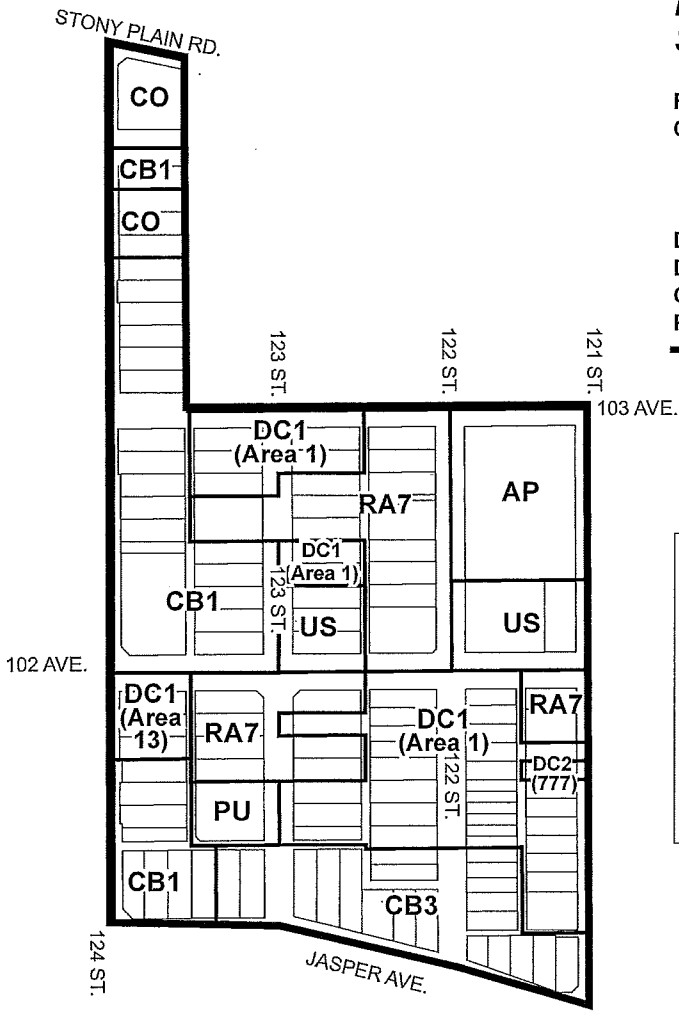 STONY PLAIN RD.
CO
CB1
CO
123 ST.
122 ST.
121 ST.
103 AVE.
DC1
(Area 1)
RA7
AP
DC1
(Area 1)
CB1
123 ST.
US
US
102 AVE.
DC1
(Area
13)
RA7
DC1
(Area 1)
RA7
DC2
(777)
122 ST.
PU
CB1
CB3
124 ST.
JASPER AVE.